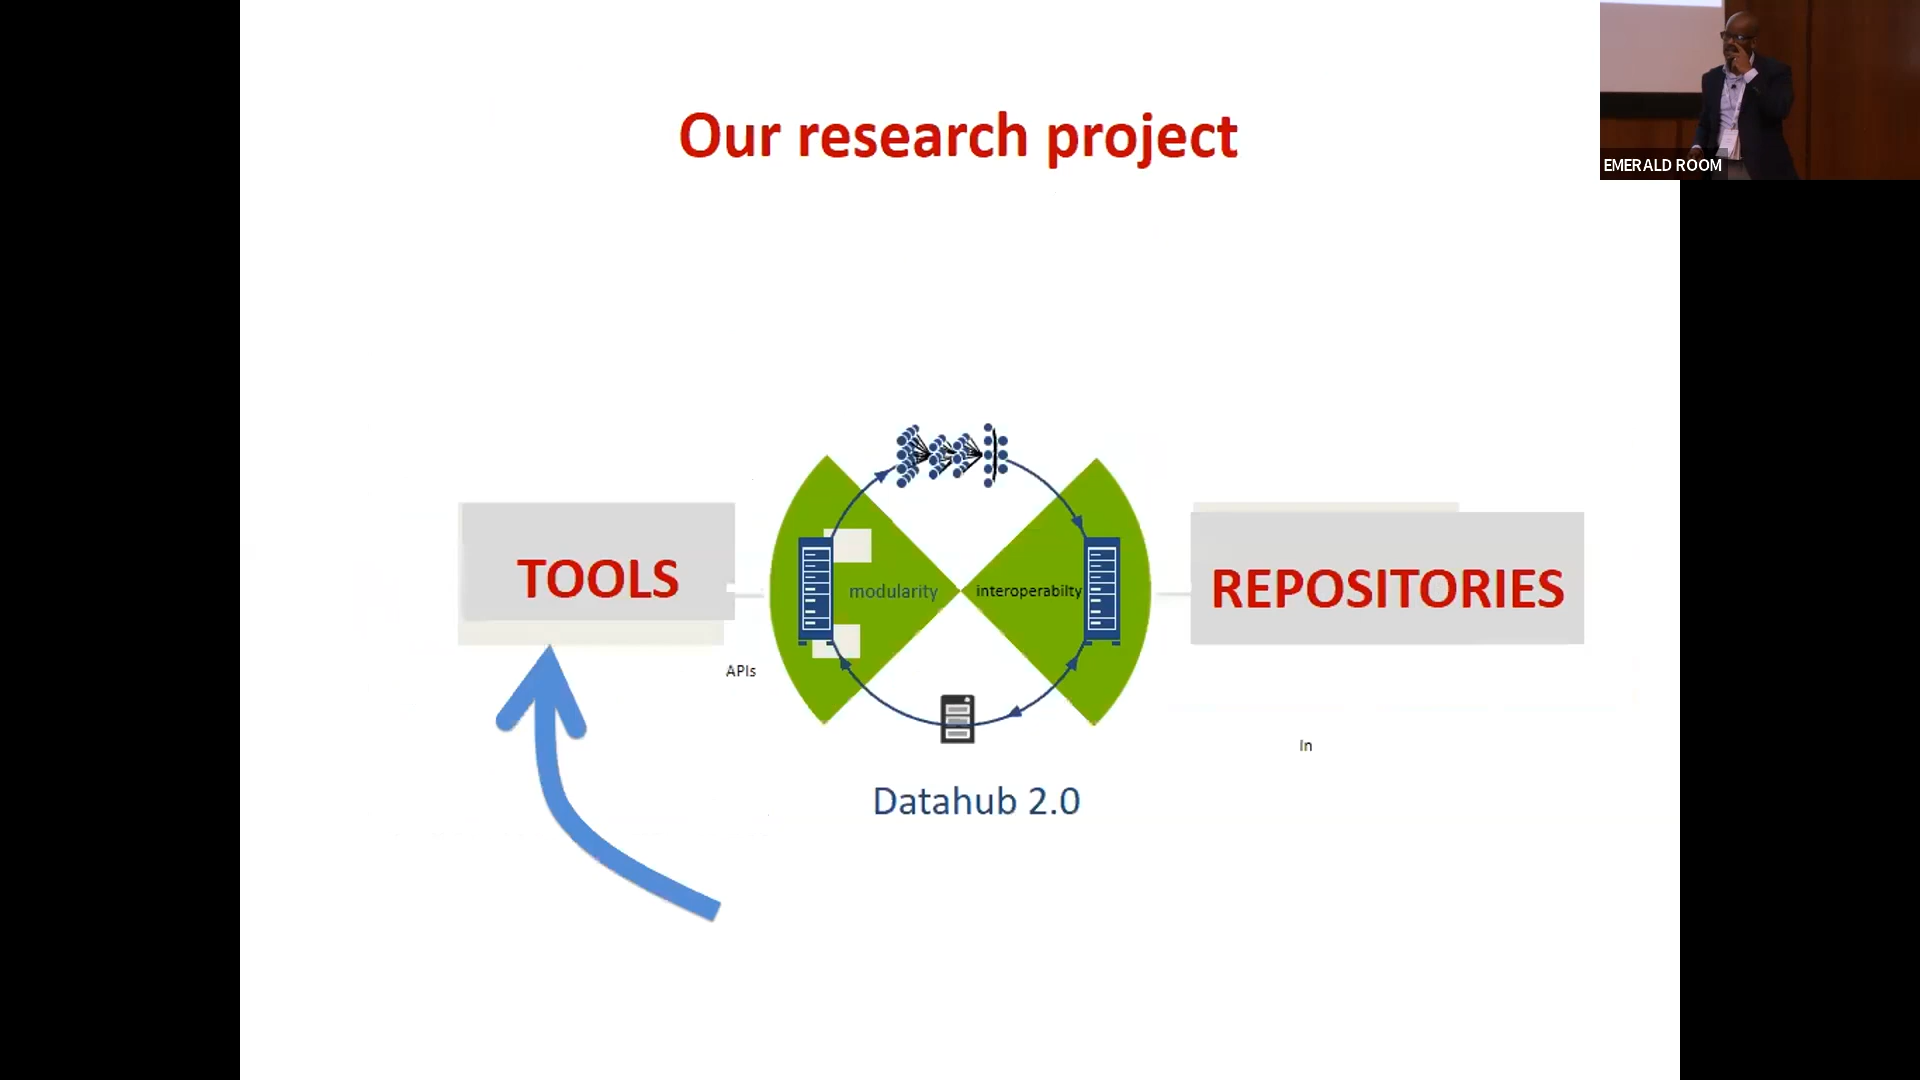 Our research project
EMERALD ROOM
TOOLS
modularity
interoperabilty
REPOSITORIES
APIs
In
Datahub 2.0